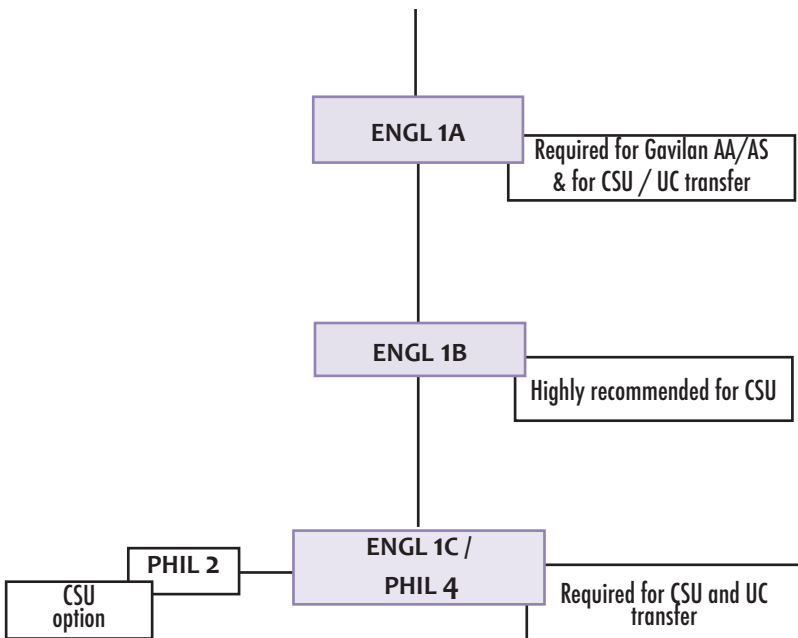 ENGL 1A
Required for Gavilan AA/AS
& for CSU / UC transfer
ENGL 1B
Highly recommended for CSU
ENGL 1C /
PHIL 4
PHIL 2
CSU
option
Required for CSU and UC
transfer